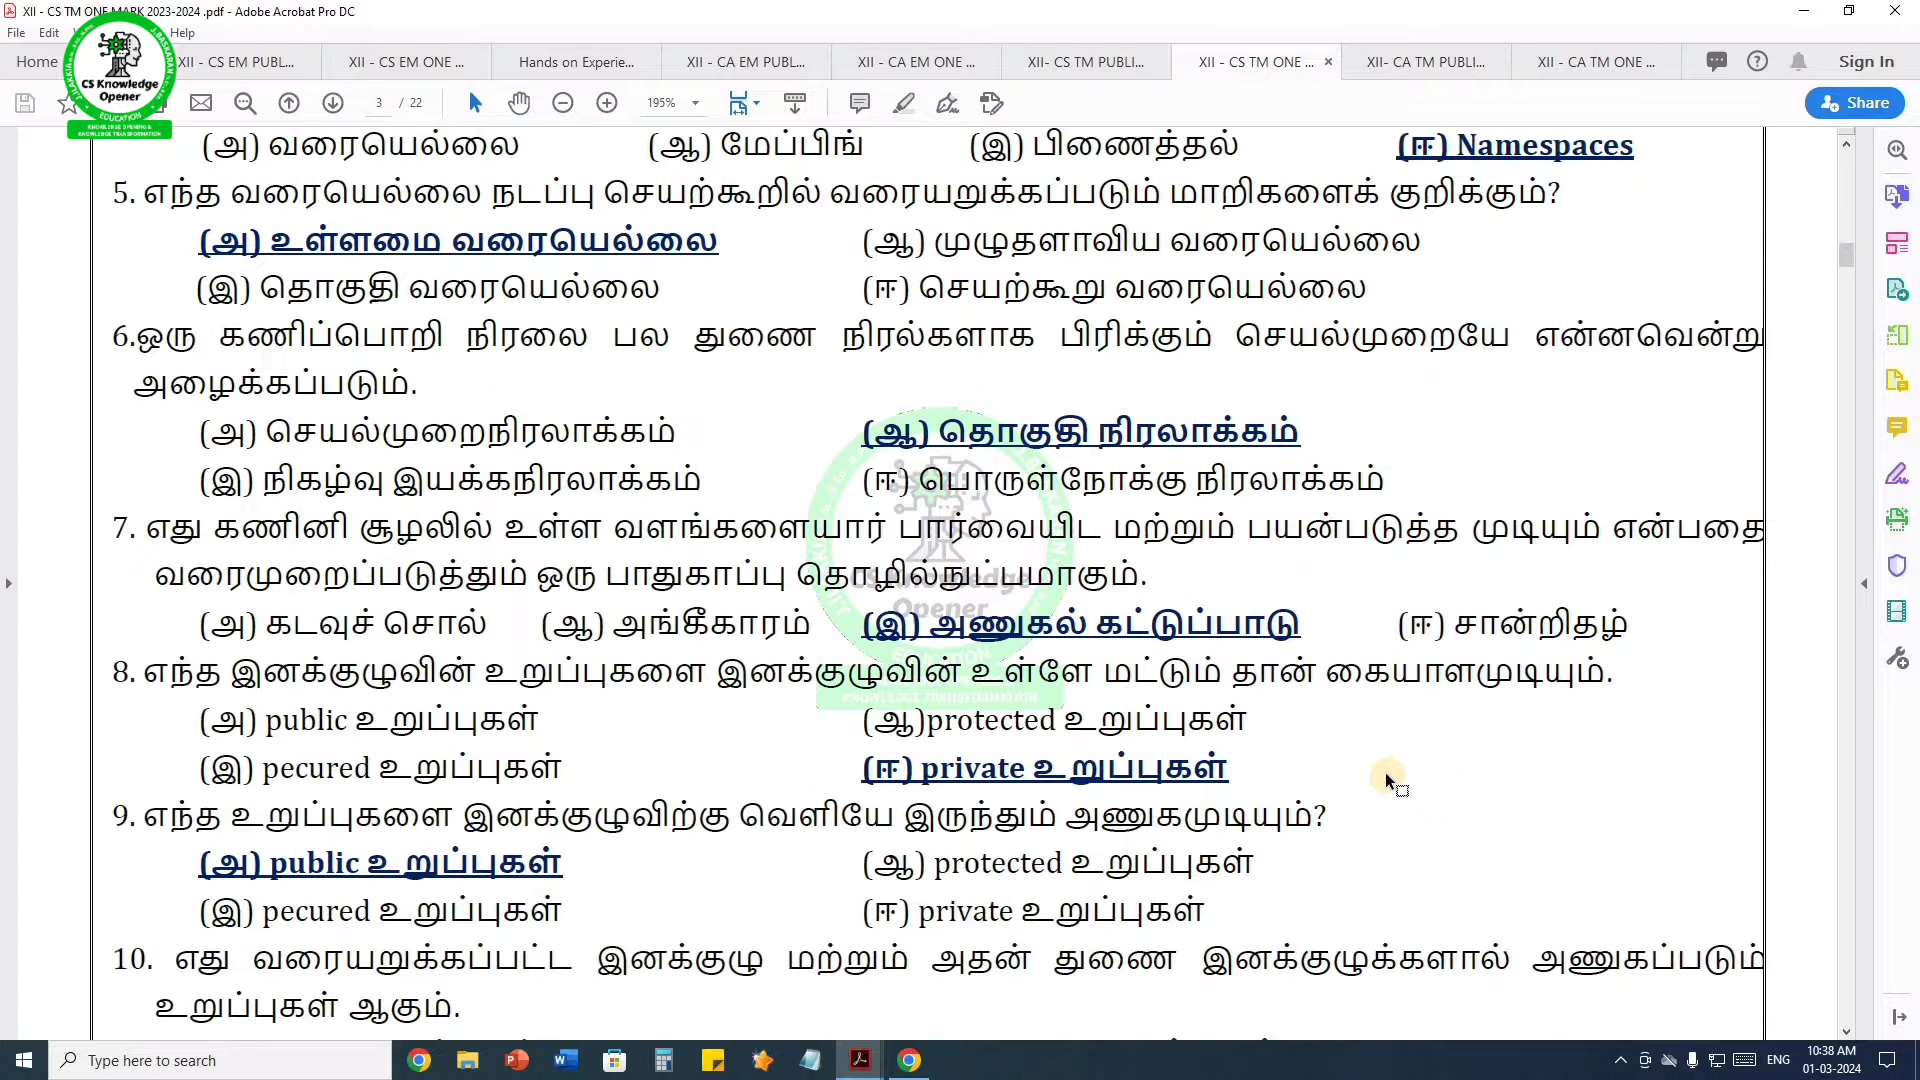 XII - CS TM ONE MARK 2023-2024 .pdf - Adobe Acrobat Pro DC
File Edit Help
Home XII - CS EM PUBL... XII - CS EM ONE ... Hands on Experie... XII - CA EM PUBL... XII - CA EM ONE ... XII- CS TM PUBLI... XII - CS TM ONE ... XII- CA TM PUBLI... XII - CA TM ONE ... Sign In
3 / 22 195% Share
CS Knowledge
Opener
EDUCATION
KNOWLEDGE OPENING &
KNOWLEDGE TRANSFORMATION
(அ) வரையெல்லை (ஆ) மேப்பிங் (இ) பிணைத்தல் (ஈ) Namespaces
5. எந்த வரையெல்லை நடப்பு செயற்கூறில் வரையறுக்கப்படும் மாறிகளைக் குறிக்கும்?
(அ) உள்ளமை வரையெல்லை (ஆ) முழுதளாவிய வரையெல்லை
(இ) தொகுதி வரையெல்லை (ஈ) செயற்கூறு வரையெல்லை
6.ஒரு கணிப்பொறி நிரலை பல துணை நிரல்களாக பிரிக்கும் செயல்முறையே என்னவென்று
அழைக்கப்படும்.
(அ) செயல்முறைநிரலாக்கம் (ஆ) தொகுதி நிரலாக்கம்
(இ) நிகழ்வு இயக்கநிரலாக்கம் (ஈ) பொருள்நோக்கு நிரலாக்கம்
7. எது கணினி சூழலில் உள்ள வளங்களையார் பார்வையிட மற்றும் பயன்படுத்த முடியும் என்பதை
வரைமுறைப்படுத்தும் ஒரு பாதுகாப்பு தொழில்நுட்பமாகும்.
(அ) கடவுச் சொல் (ஆ) அங்கீகாரம் (இ) அணுகல் கட்டுப்பாடு (ஈ) சான்றிதழ்
8. எந்த இனக்குழுவின் உறுப்புகளை இனக்குழுவின் உள்ளே மட்டும் தான் கையாளமுடியும்.
(அ) public உறுப்புகள் (ஆ)protected உறுப்புகள்
(இ) pecured உறுப்புகள் (ஈ) private உறுப்புகள்
9. எந்த உறுப்புகளை இனக்குழுவிற்கு வெளியே இருந்தும் அணுகமுடியும்?
(அ) public உறுப்புகள் (ஆ) protected உறுப்புகள்
(இ) pecured உறுப்புகள் (ஈ) private உறுப்புகள்
10. எது வரையறுக்கப்பட்ட இனக்குழு மற்றும் அதன் துணை இனக்குழுக்களால் அணுகப்படும்
உறுப்புகள் ஆகும்.
Type here to search ENG 10:38 AM
01-03-2024